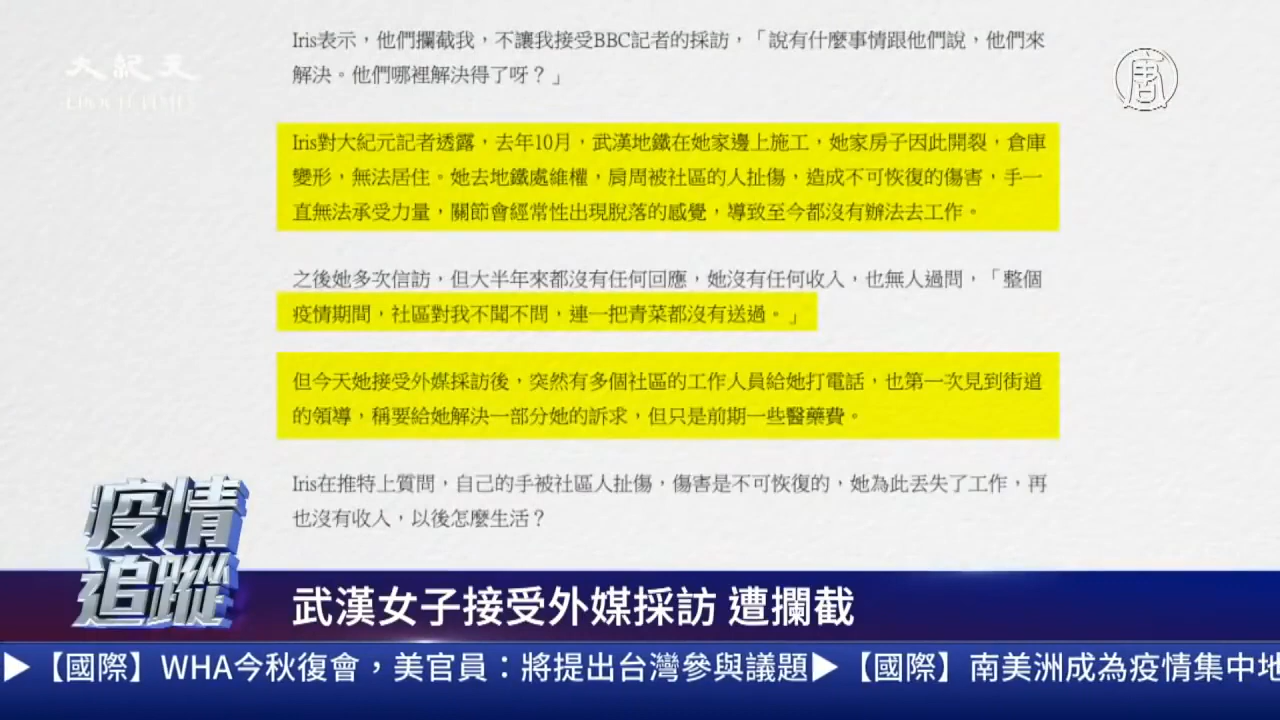 Iris表示，他們攔截我，不讓我接受BBC記者的採訪，「說有什麼事情跟他們說，他們來
解決。他們哪裡解決得了呀？」
大紀元
EPOCH TIMES
唐
Iris對大紀元記者透露，去年10月，武漢地鐵在她家邊上施工，她家房子因此開裂，倉庫
變形，無法居住。她去地鐵處維權，肩周被社區的人扯傷，造成不可恢復的傷害，手一
直無法承受力量，關節會經常性出現脫落的感覺，導致至今都沒有辦法去工作。
之後她多次信訪，但大半年來都沒有任何回應，她沒有任何收入，也無人過問，「整個
疫情期間，社區對我不聞不問，連一把青菜都沒有送過。」
但今天她接受外媒採訪後，突然有多個社區的工作人員給她打電話，也第一次見到街道
的領導，稱要給她解決一部分她的訴求，但只是前期一些醫藥費。
Iris在推特上質問，自己的手被社區人扯傷，傷害是不可恢復的，她為此丟失了工作，再
也沒有收入，以後怎麼生活？
疫情
追蹤
武漢女子接受外媒採訪 遭攔截
▶【國際】WHA今秋復會，美官員：將提出台灣參與議題▶【國際】南美洲成為疫情集中地